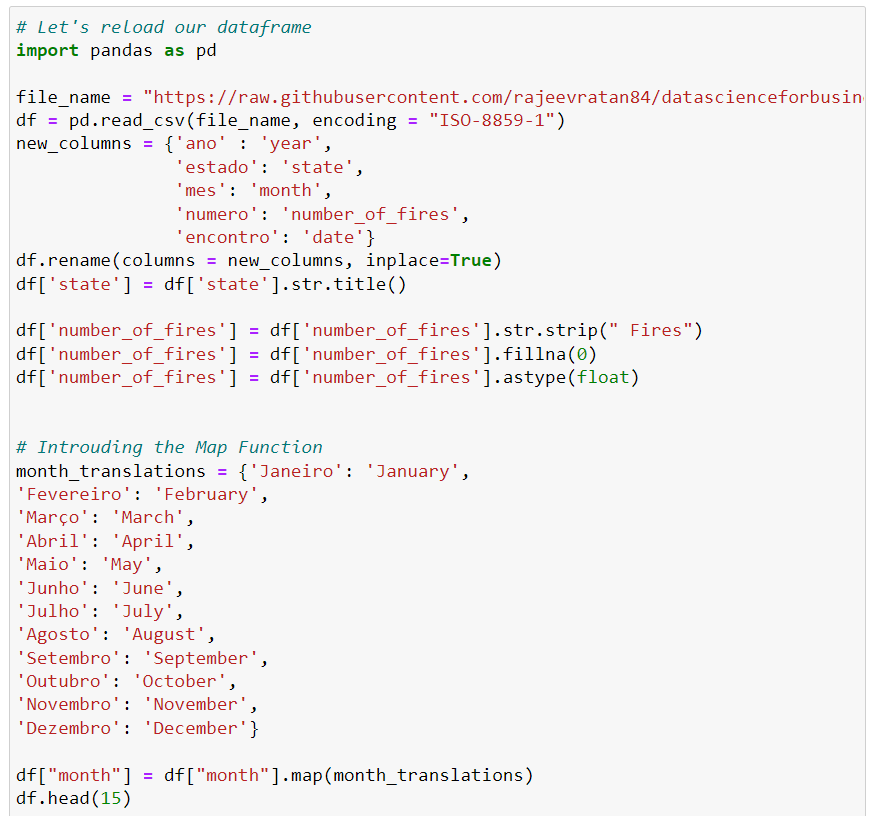 # Let's reload our dataframe
import pandas as pd
file_name = "https://raw.githubusercontent.com/rajeevratan84/datascienceforbusin
df = pd.read_csv(file_name, encoding = "ISO-8859-1")
new_columns = {'ano' : 'year',
'estado': 'state',
'mes': 'month',
'numero': 'number_of_fires',
'encontro': 'date'}
df.rename(columns = new_columns, inplace=True)
df['state'] = df['state'].str.title()
df['number_of_fires'] = df['number_of_fires'].str.strip(" Fires")
df['number_of_fires'] = df['number_of_fires'].fillna(0)
df['number_of_fires'] = df['number_of_fires'].astype(float)
# Introuding the Map Function
month_translations = {'Janeiro': 'January',
'Fevereiro': 'February',
'Março': 'March',
'Abril': 'April',
'Maio': 'May',
'Junho': 'June',
'Julho': 'July',
'Agosto': 'August',
'Setembro': 'September',
'Outubro': 'October',
'Novembro': 'November',
'Dezembro': 'December'}
df["month"] = df["month"].map(month_translations)
df.head(15)